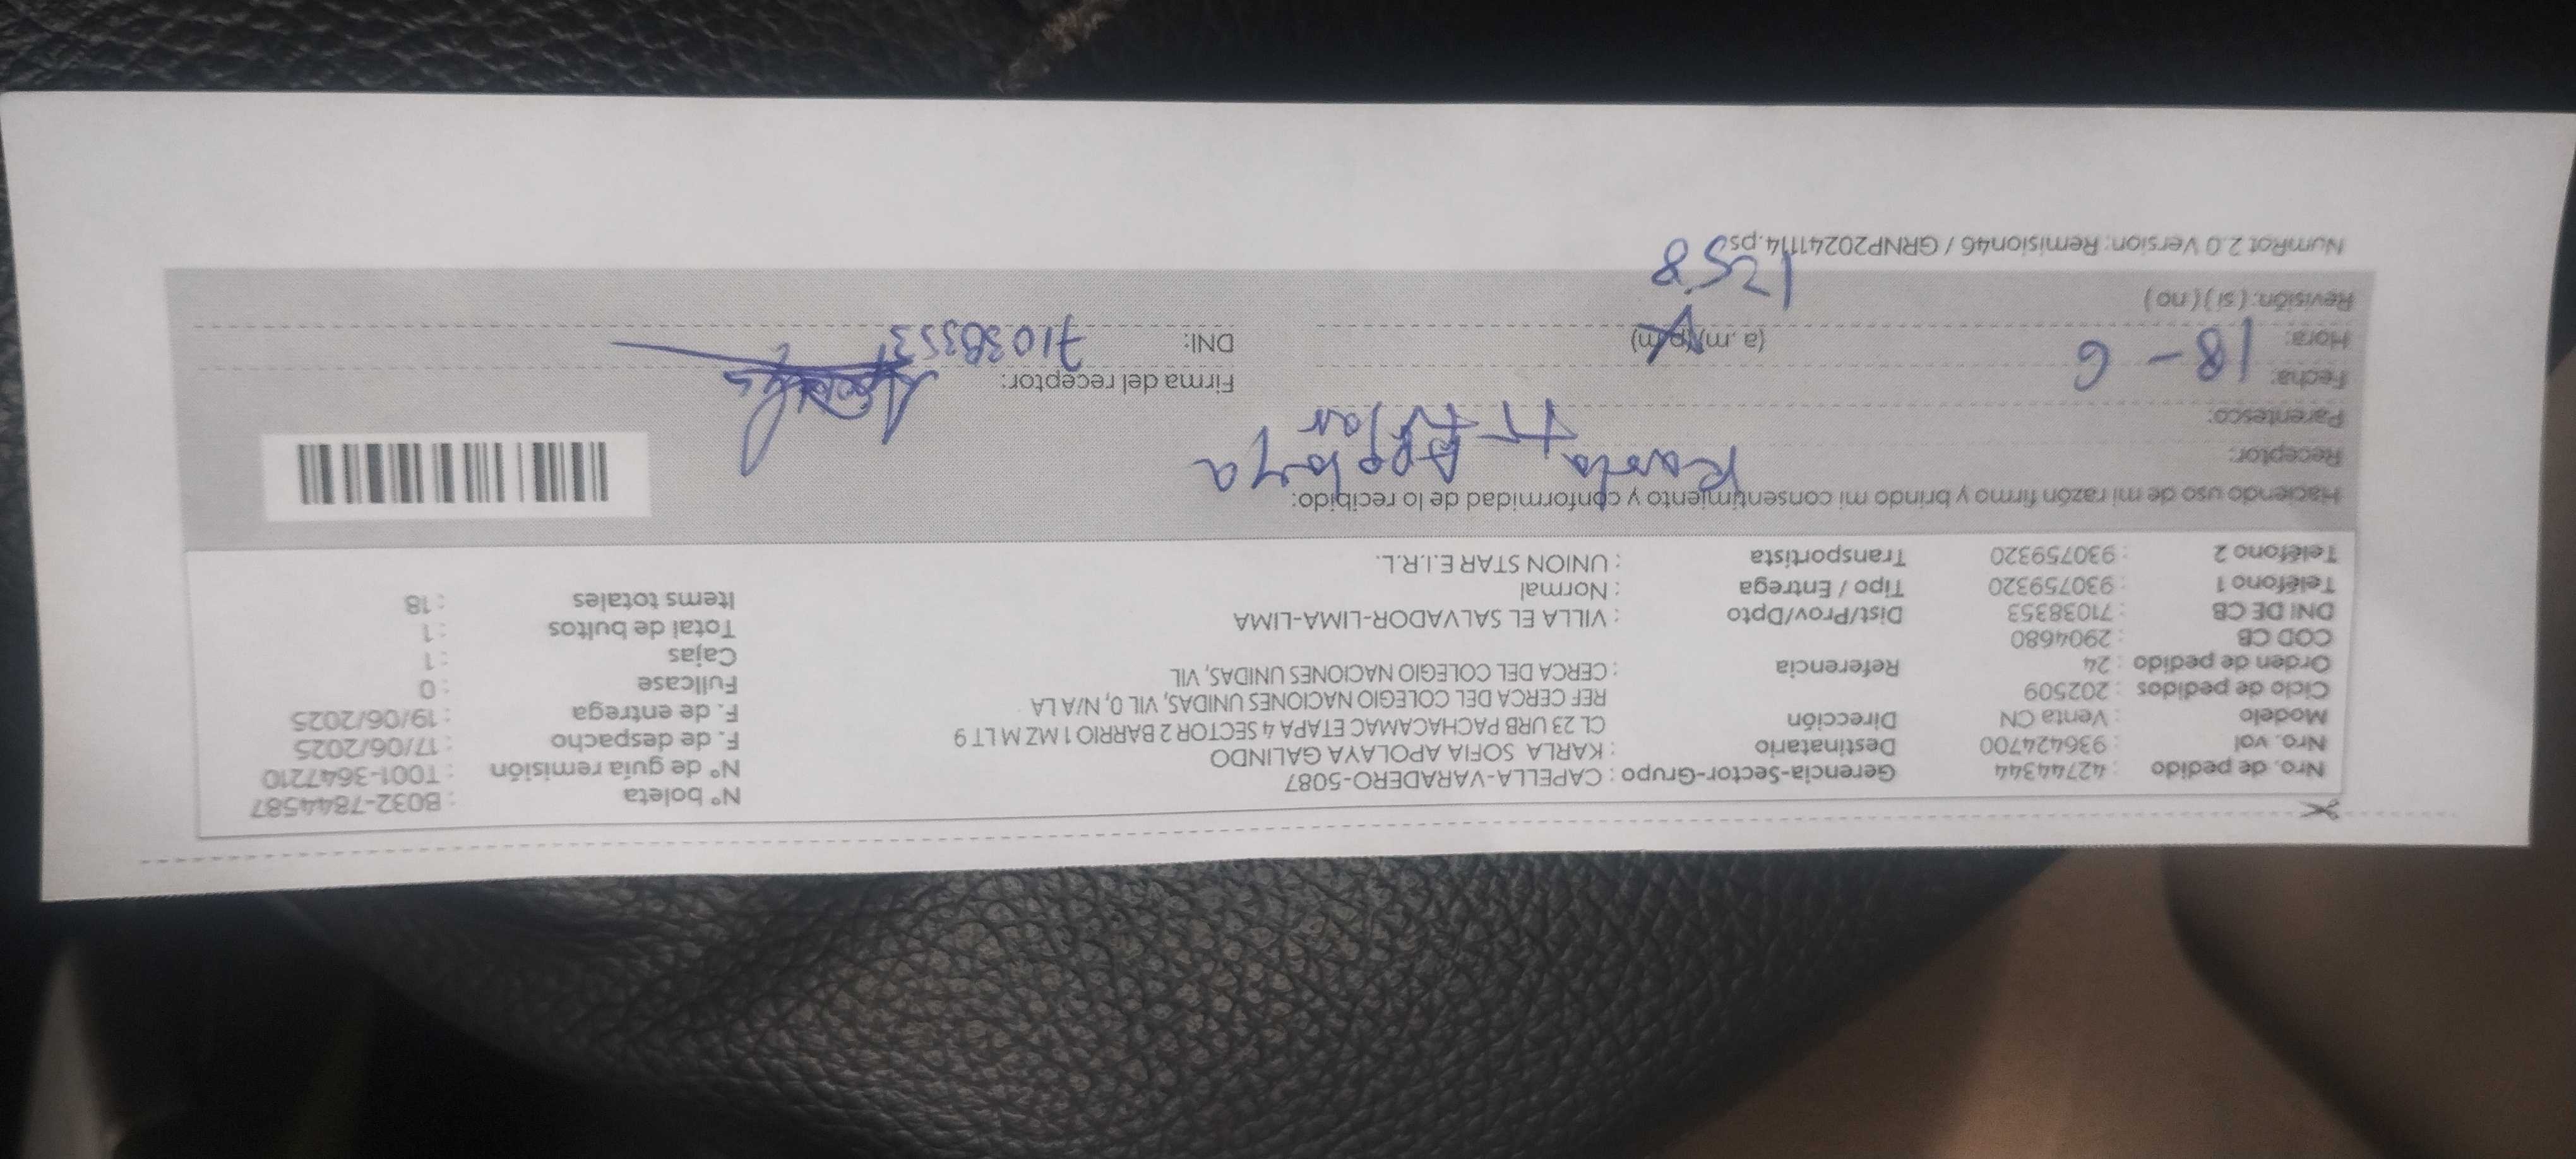 Nro. de pedido : 42744344
Nro. vol : 936424700
Modelo : Venta CN
Ciclo de pedidos : 202509
Orden de pedido : 24
COD CB : 2904680
DNI DE CB : 71038353
Teléfono 1 : 930759320
Teléfono 2 : 930759320
Gerencia-Sector-Grupo : CAPELLA-VARADERO-5087
Destinatario : KARLA SOFIA APOLAYA GALINDO
Dirección CL 23 URB PACHACAMAC ETAPA 4 SECTOR 2 BARRIO 1 MZ M LT 9
REF CERCA DEL COLEGIO NACIONES UNIDAS, VIL 0, N/A LA
Referencia : CERCA DEL COLEGIO NACIONES UNIDAS, VIL
Dist/Prov/Dpto : VILLA EL SALVADOR-LIMA-LIMA
Tipo / Entrega : Normal
Transportista : UNION STAR E.I.R.L.
N° boleta : B032-7844587
N° de guía remisión : T001-3647210
F. de despacho : 17/06/2025
F. de entrega : 19/06/2025
Fullcase : 0
Cajas : 1
Total de bultos : 1
Items totales : 18
Haciendo uso de mi razón firmo y brindo mi consentimiento y conformidad de lo recibido:
Receptor: Karla Apolaya
Parentesco:
Fecha: 18-6
Hora: (a.m)(p.m) 1258
Revisión: (si) (no)
Firma del receptor:
DNI: 71038353
NumRot 2.0 Version: Remision46 / GRNP20241114.ps